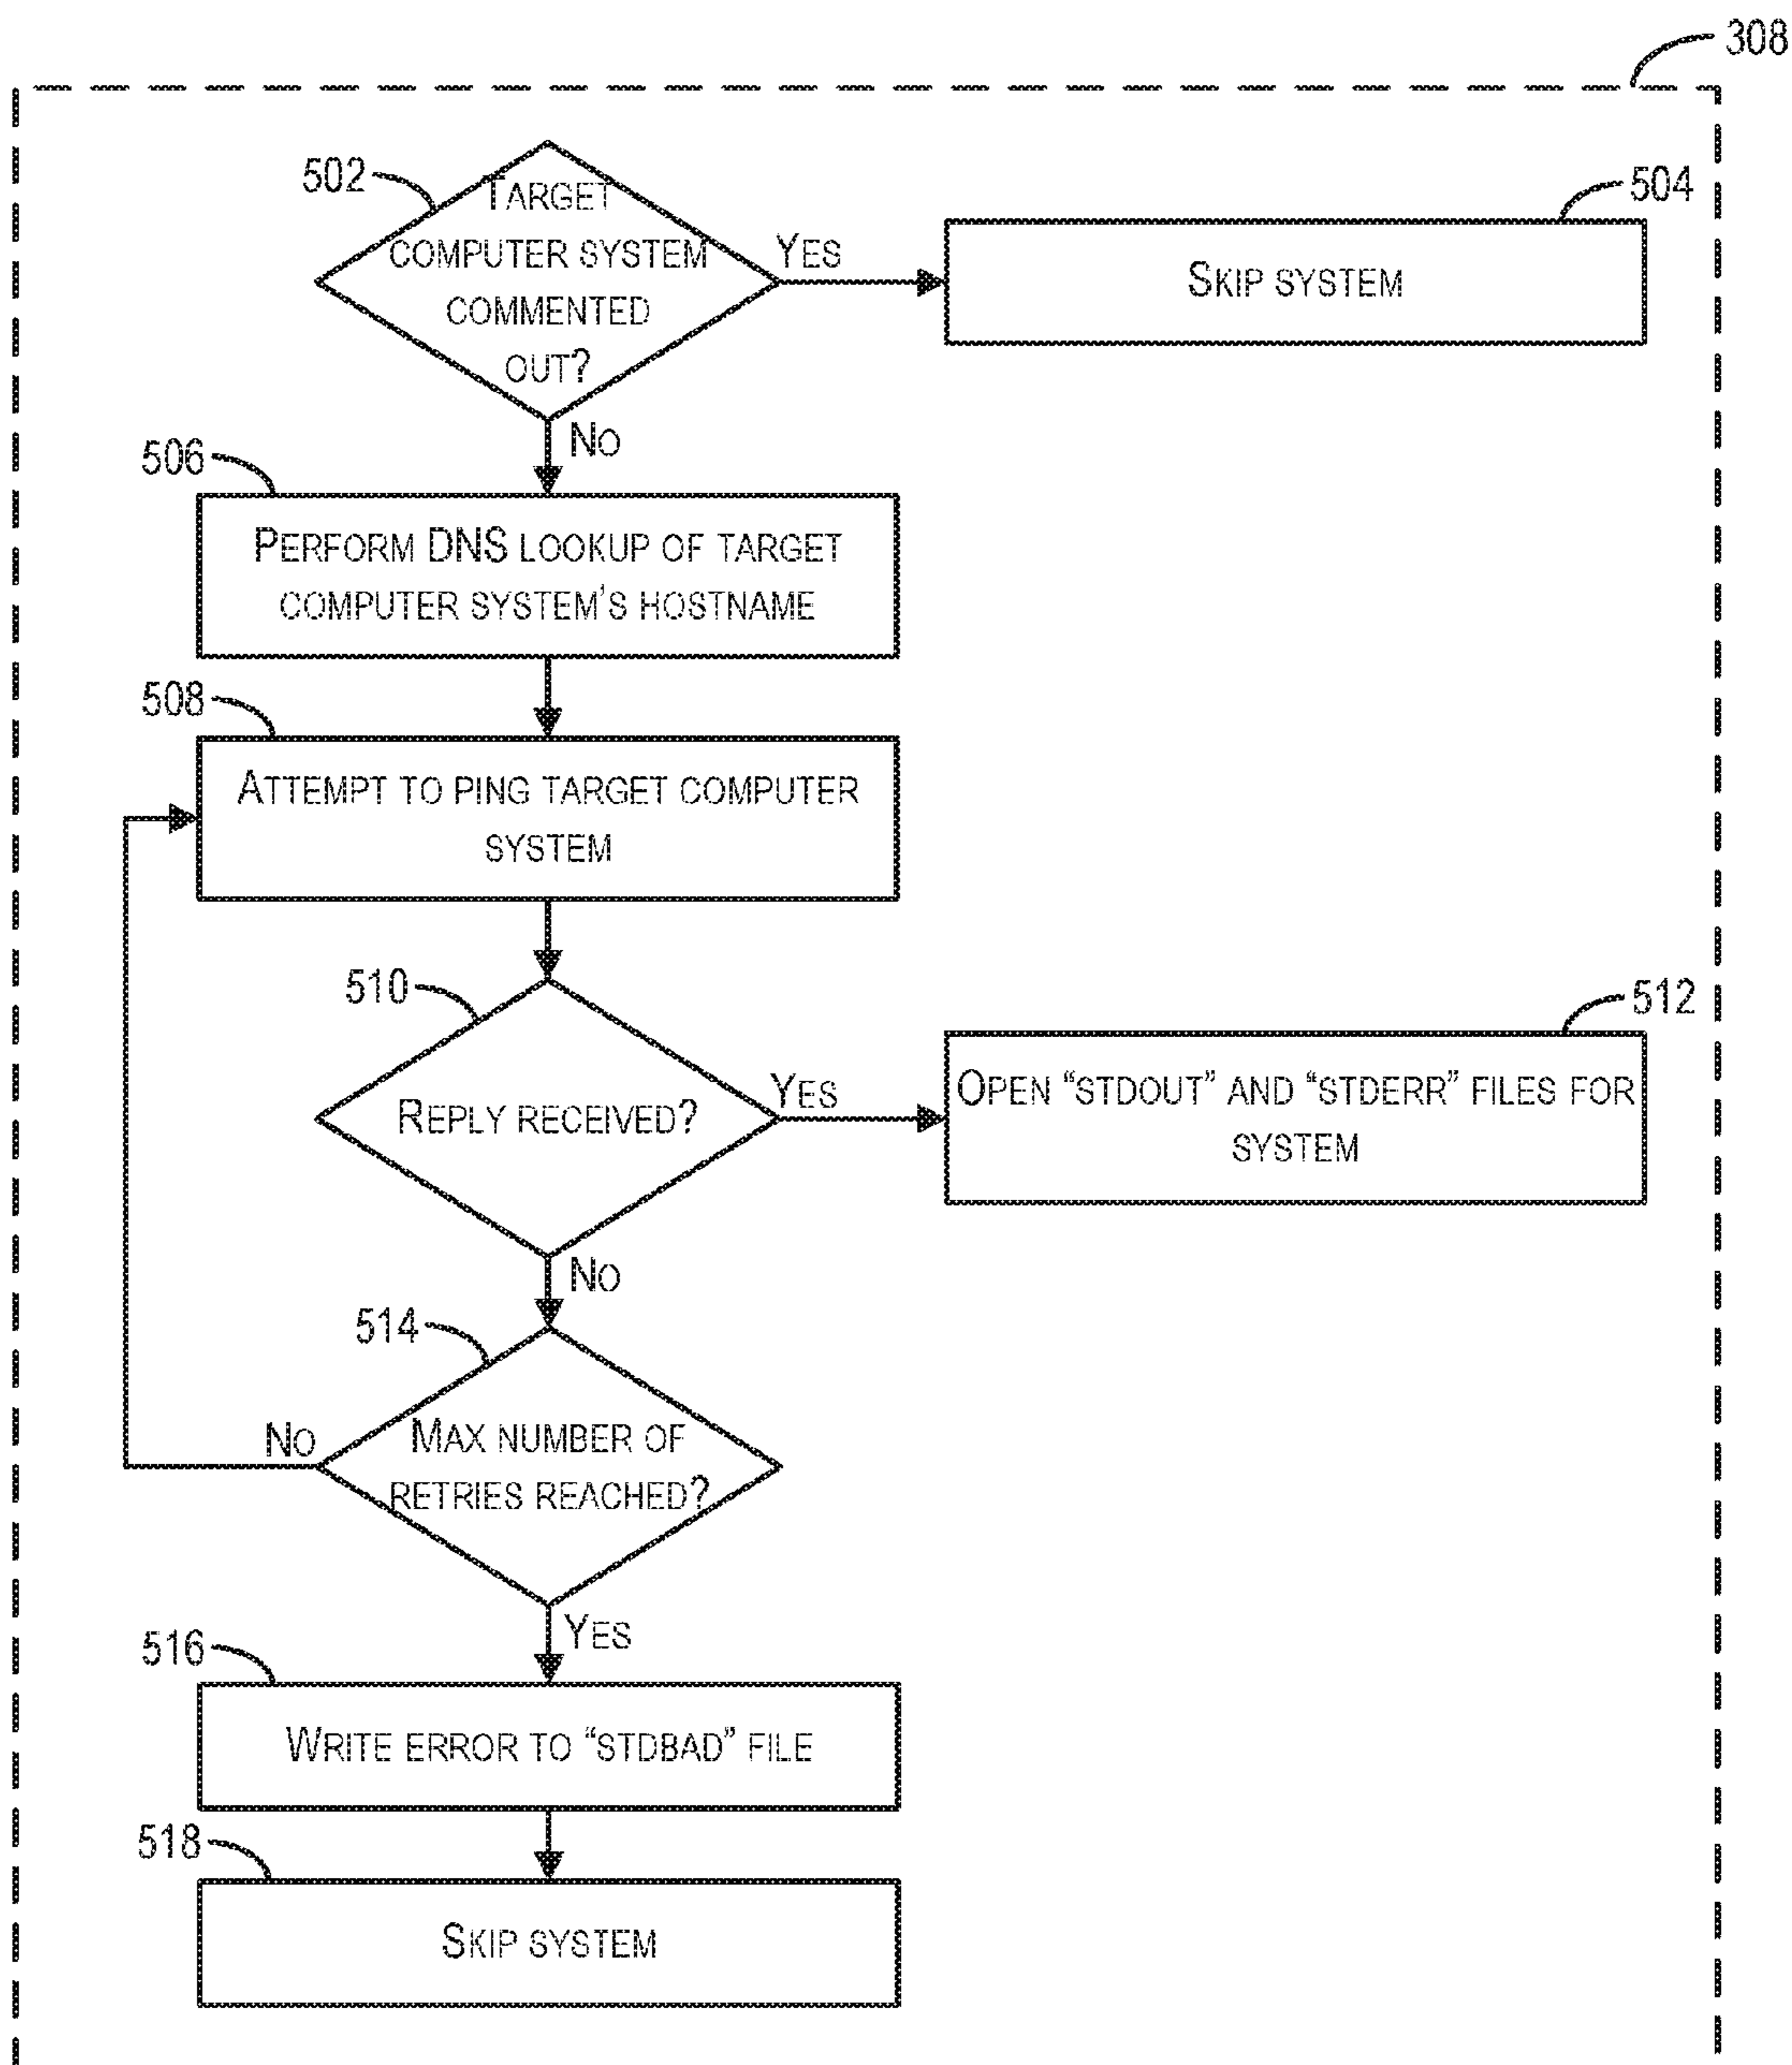 308
502
TARGET
COMPUTER SYSTEM
COMMENTED
OUT?
YES
504
SKIP SYSTEM
NO
506
PERFORM DNS LOOKUP OF TARGET
COMPUTER SYSTEM'S HOSTNAME
508
ATTEMPT TO PING TARGET COMPUTER
SYSTEM
510
REPLY RECEIVED?
YES
512
OPEN “STDOUT” AND “STDERR” FILES FOR
SYSTEM
NO
514
MAX NUMBER OF
RETRIES REACHED?
NO
YES
516
WRITE ERROR TO “STDBAD” FILE
518
SKIP SYSTEM